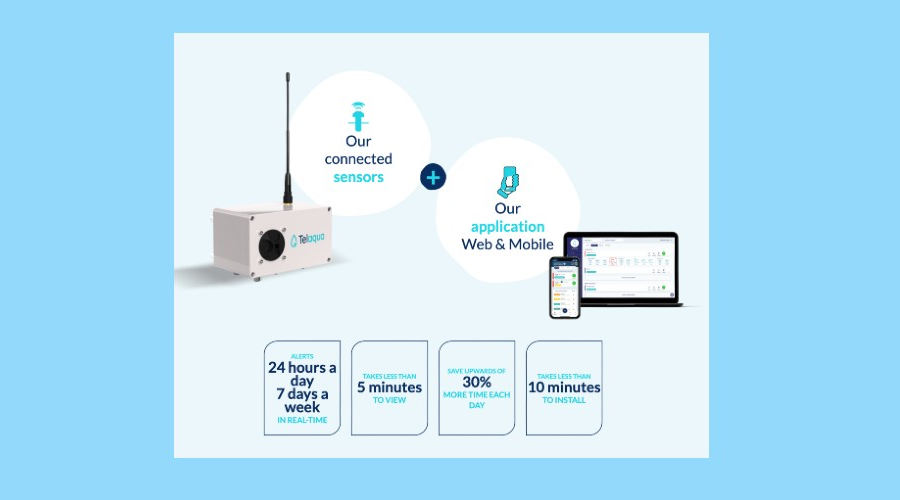 Our
connected
sensors
+
Our
application
Web & Mobile
Telaqua
ALERTS
24 hours a
day
7 days a
week
IN REAL-TIME
TAKES LESS THAN
5 minutes
TO VIEW
SAVE UPWARDS OF
30%
MORE TIME EACH
DAY
TAKES LESS THAN
10 minutes
TO INSTALL